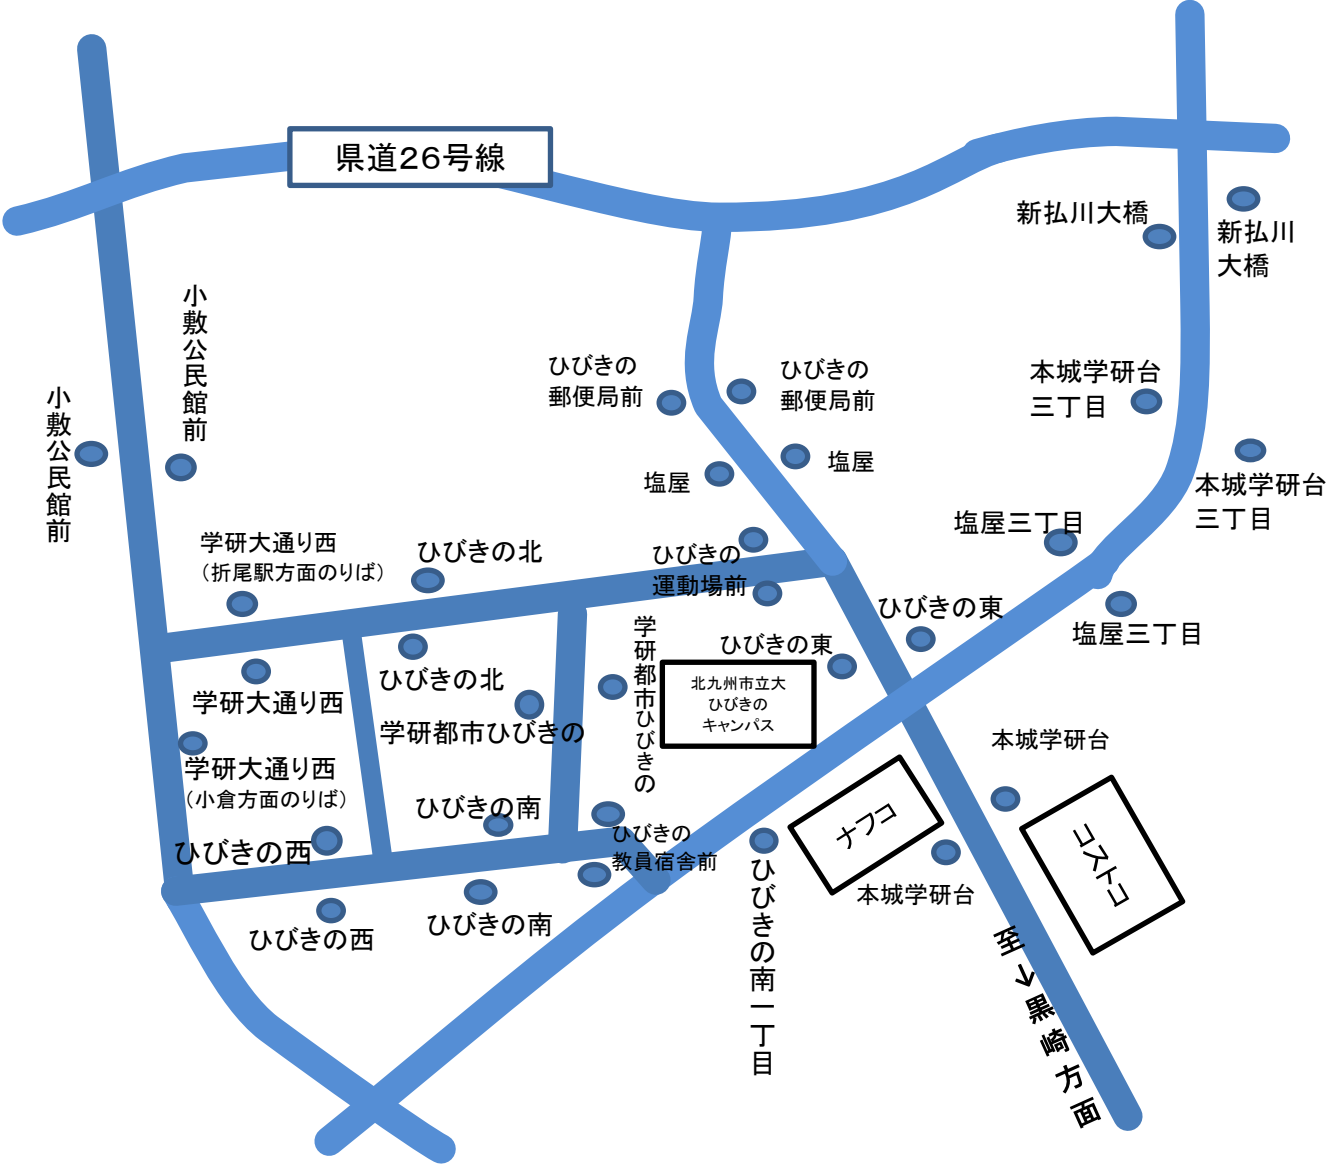 県道26号線
新払川大橋
新払川
大橋
小敷公民館前
小敷公民館前
ひびきの
郵便局前
ひびきの
郵便局前
本城学研台
三丁目
本城学研台
三丁目
塩屋
塩屋
塩屋三丁目
塩屋三丁目
学研大通り西
（折尾駅方面のりば）
ひびきの北
ひびきの
運動場前
ひびきの東
ひびきの東
学研都市ひびきの
北九州市立大
ひびきの
キャンパス
ひびきの北
学研大通り西
学研都市ひびきの
本城学研台
学研大通り西
（小倉方面のりば）
ひびきの南
ナフコ
コストコ
ひびきの
教員宿舎前
ひびきの西
ひびきの南一丁目
本城学研台
ひびきの南
ひびきの西
至→黒崎方面